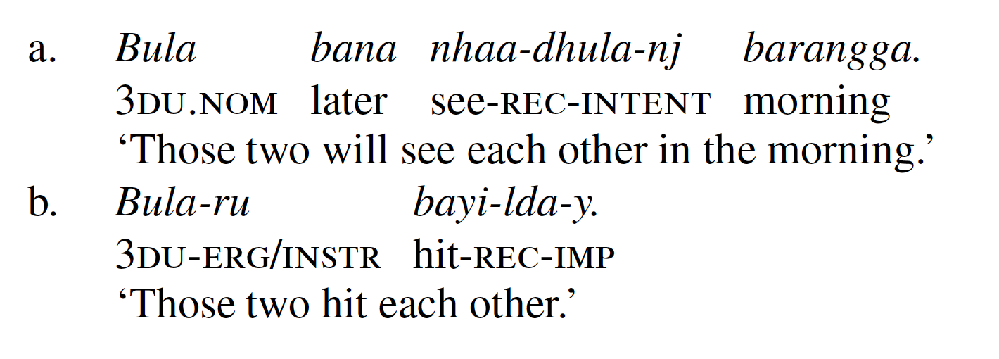 a. Bula bana nhaa-dhula-nj barangga.
3DU.NOM later see-REC-INTENT morning
‘Those two will see each other in the morning.’
b. Bula-ru bayi-lda-y.
3DU-ERG/INSTR hit-REC-IMP
‘Those two hit each other.’